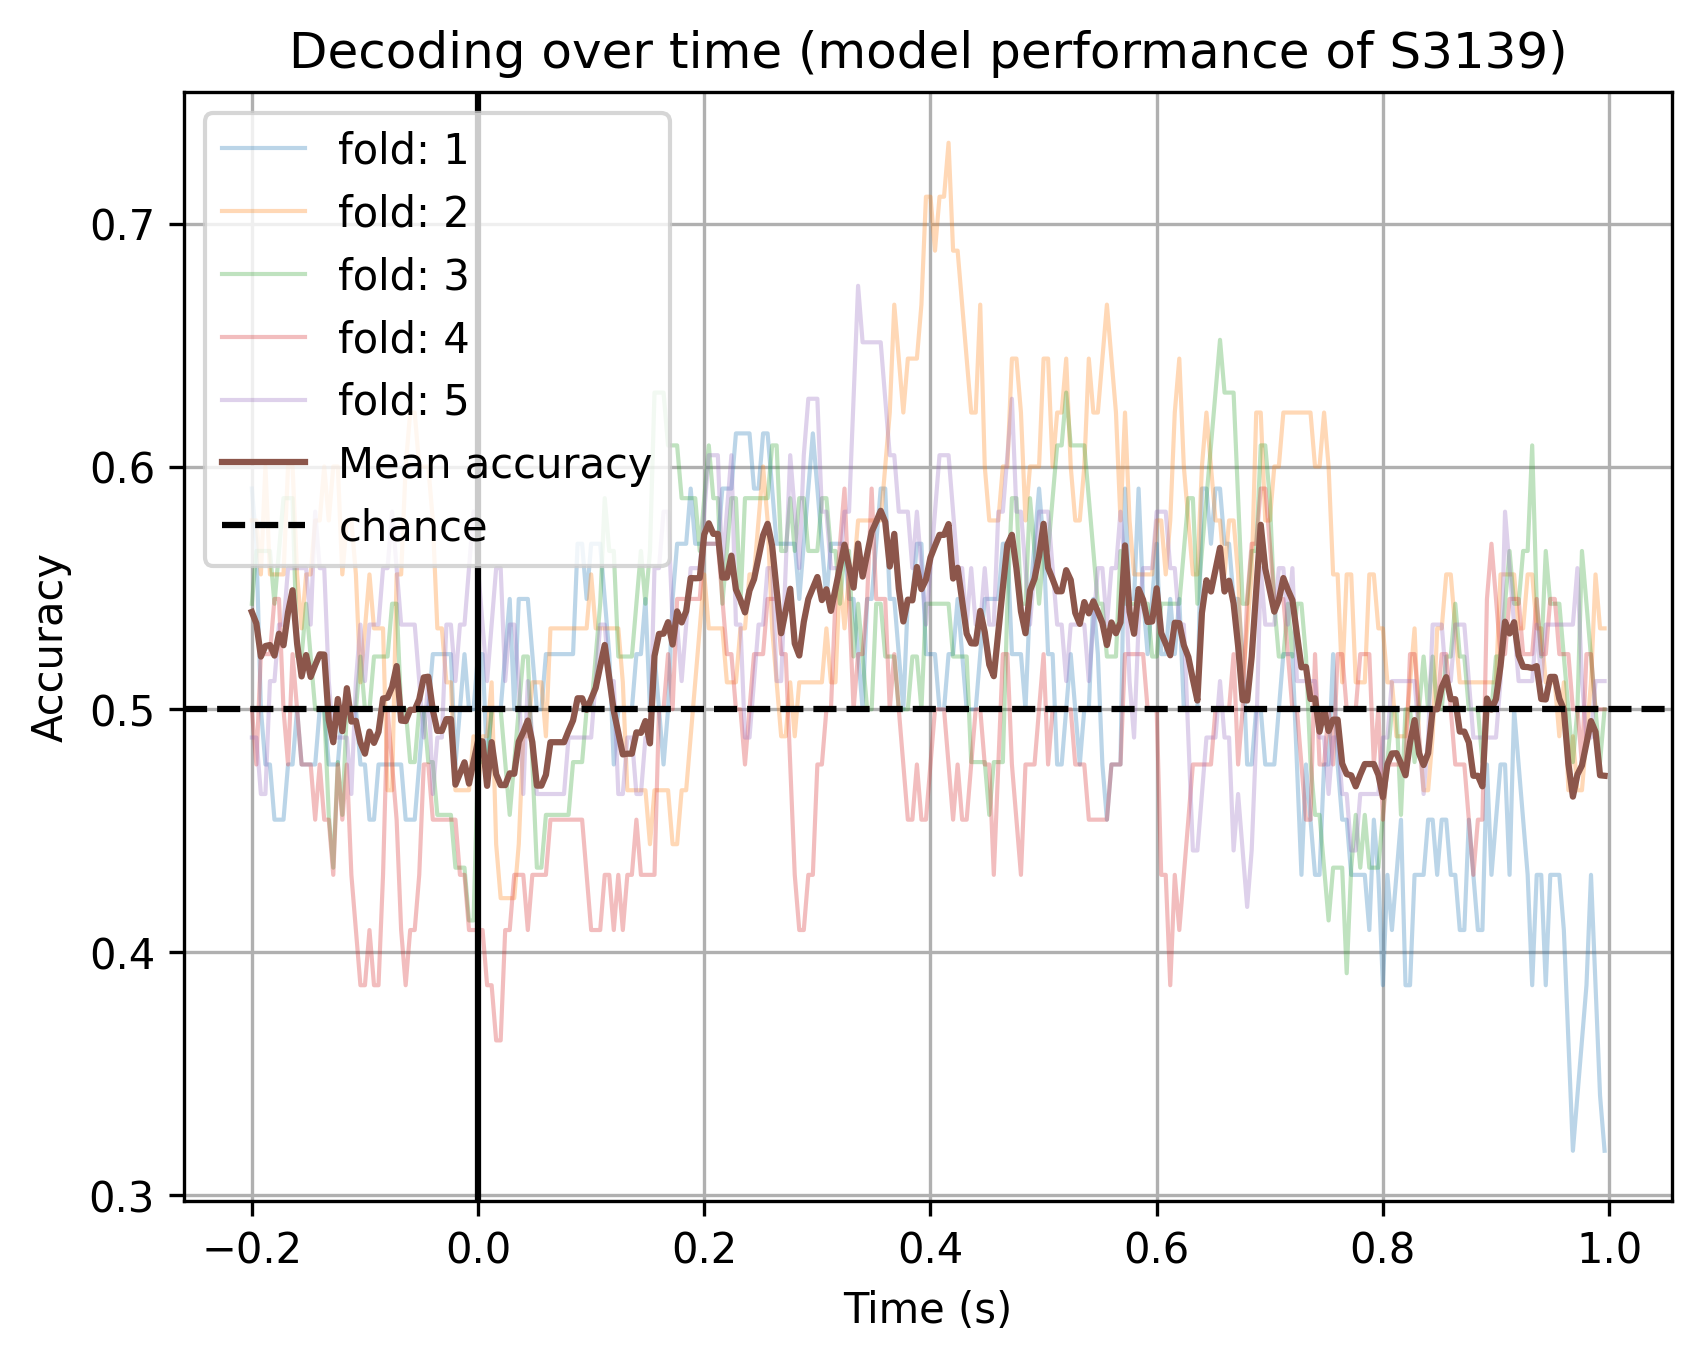 Decoding over time (model performance of S3139)
fold: 1
fold: 2
fold: 3
fold: 4
fold: 5
Mean accuracy
chance
Accuracy
0.7
0.6
0.5
0.4
0.3
−0.2
0.0
0.2
0.4
0.6
0.8
1.0
Time (s)